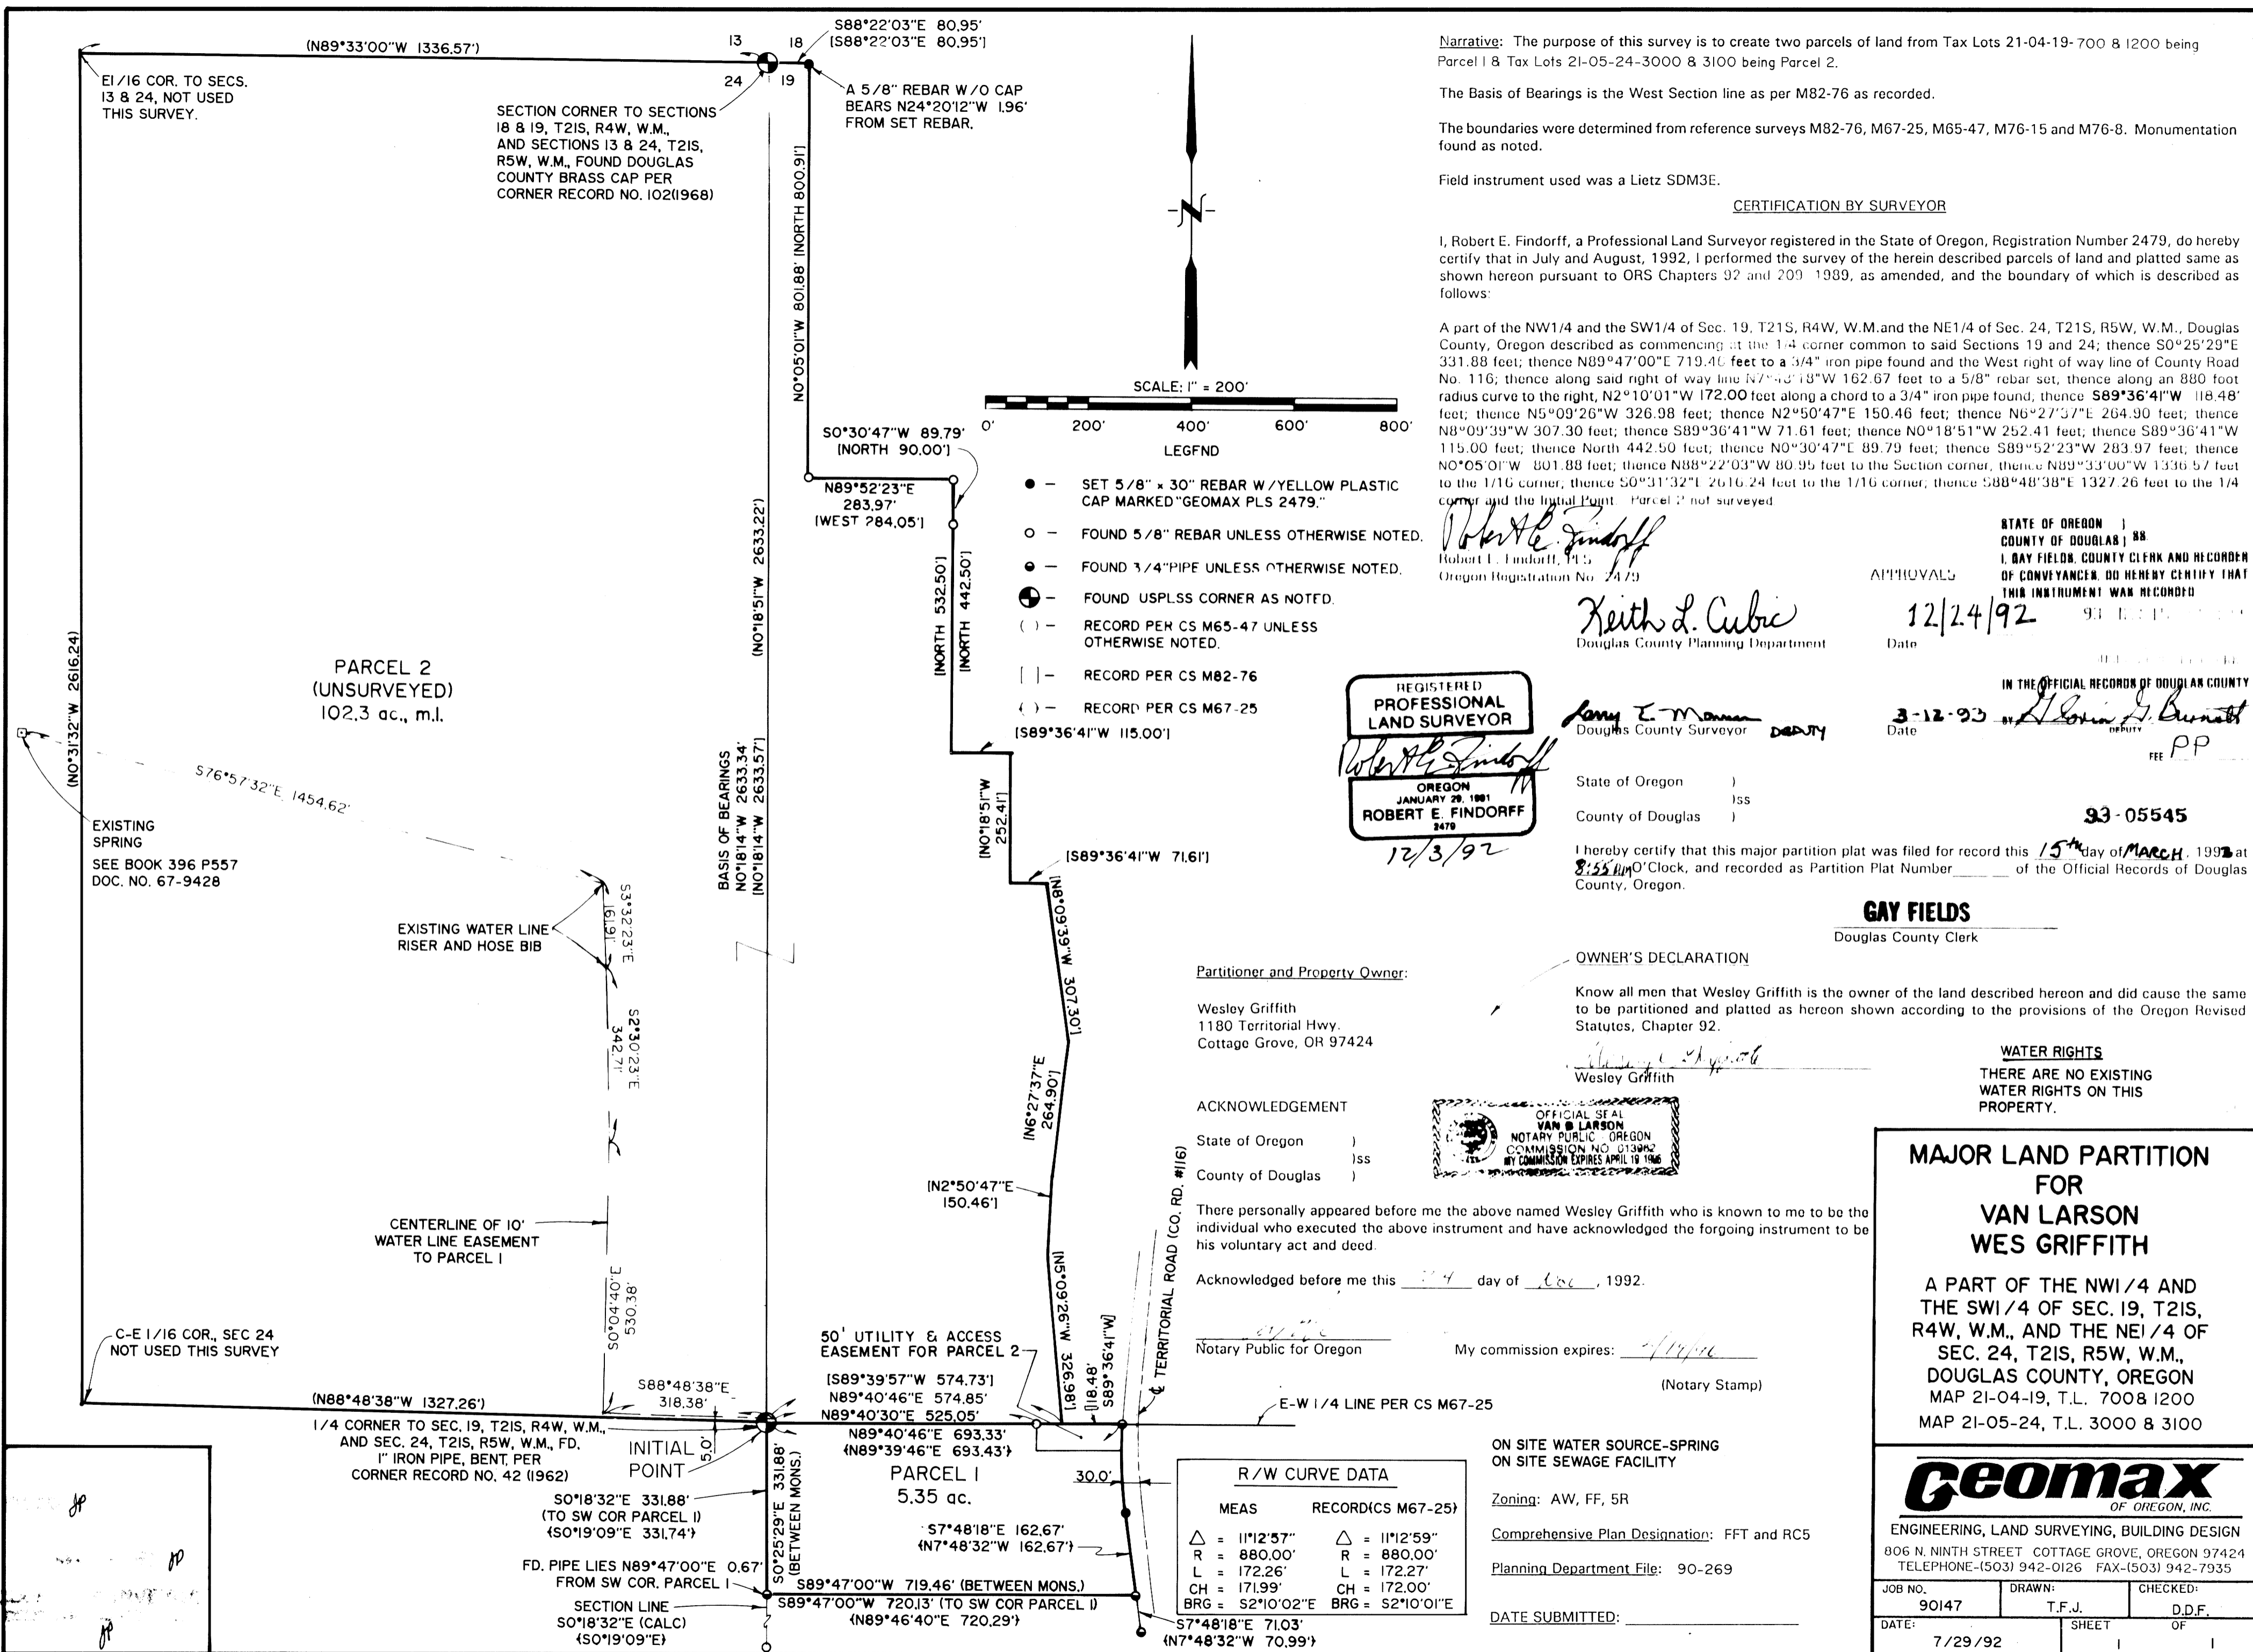 S88°22'03"E 80.95'
[S88°22'03"E 80.95']
(N89°33'00"W 1336.57')
13 18
24 19
E1/16 COR. TO SECS.
13 & 24, NOT USED
THIS SURVEY.
SECTION CORNER TO SECTIONS
18 & 19, T21S, R4W, W.M.,
AND SECTIONS 13 & 24, T21S,
R5W, W.M., FOUND DOUGLAS
COUNTY BRASS CAP PER
CORNER RECORD NO. 102(1968)
A 5/8" REBAR W/O CAP
BEARS N24°20'12"W 1.96'
FROM SET REBAR.
N0°05'01"W 801.88' [NORTH 800.91']
N
SCALE: 1" = 200'
0' 200' 400' 600' 800'
S0°30'47"W 89.79'
[NORTH 90.00']
N89°52'23"E
283.97'
[WEST 284.05']
LEGEND
● – SET 5/8" x 30" REBAR W/YELLOW PLASTIC
CAP MARKED "GEOMAX PLS 2479."
○ – FOUND 5/8" REBAR UNLESS OTHERWISE NOTED.
– FOUND 3/4" PIPE UNLESS OTHERWISE NOTED.
– FOUND USPLSS CORNER AS NOTED.
( ) – RECORD PER CS M65-47 UNLESS
OTHERWISE NOTED.
[ ] – RECORD PER CS M82-76
{ } – RECORD PER CS M67-25
(N0°31'32"W 2616.24)
PARCEL 2
(UNSURVEYED)
102.3 ac., m.l.
(N0°18'51"W 2633.22')
BASIS OF BEARINGS
N0°18'14"W 2633.34'
[N0°18'14"W 2633.57']
[NORTH 532.50']
[NORTH 442.50']
[S89°36'41"W 115.00']
[N0°18'51"W
252.41']
[S89°36'41"W 71.61']
[N8°09'39"W 307.30']
[N6°27'37"E
264.90']
[N2°50'47"E
150.46']
[N5°09'26"W 326.98']
[118.48'
S89°36'41"W]
℄ TERRITORIAL ROAD (CO. RD. #116)
S76°57'32"E 1454.62'
EXISTING
SPRING
SEE BOOK 396 P557
DOC. NO. 67-9428
S3°32'23"E
161.91'
EXISTING WATER LINE
RISER AND HOSE BIB
S2°30'23"E
342.71'
CENTERLINE OF 10'
WATER LINE EASEMENT
TO PARCEL 1
S0°04'40"E
530.38'
C-E 1/16 COR., SEC 24
NOT USED THIS SURVEY
(N88°48'38"W 1327.26')
S88°48'38"E
318.38'
5.0'
1/4 CORNER TO SEC. 19, T21S, R4W, W.M.,
AND SEC. 24, T21S, R5W, W.M., FD.
1" IRON PIPE, BENT, PER
CORNER RECORD NO. 42 (1962)
INITIAL
POINT
50' UTILITY & ACCESS
EASEMENT FOR PARCEL 2
[S89°39'57"W 574.73']
N89°40'46"E 574.85'
N89°40'30"E 525.05'
N89°40'46"E 693.33'
{N89°39'46"E 693.43'}
E-W 1/4 LINE PER CS M67-25
PARCEL 1
5.35 ac.
30.0'
S0°18'32"E 331.88'
(TO SW COR PARCEL 1)
{S0°19'09"E 331.74'}
S0°25'29"E 331.88'
(BETWEEN MONS.)
S7°48'18"E 162.67'
{N7°48'32"W 162.67'}
FD. PIPE LIES N89°47'00"E 0.67'
FROM SW COR. PARCEL 1
S89°47'00"W 719.46' (BETWEEN MONS.)
S89°47'00"W 720.13' (TO SW COR PARCEL 1)
{N89°46'40"E 720.29'}
SECTION LINE
S0°18'32"E (CALC)
{S0°19'09"E}
S7°48'18"E 71.03'
{N7°48'32"W 70.99'}
R/W CURVE DATA
MEAS RECORD(CS M67-25}
△ = 11°12'57" △ = 11°12'59"
R = 880.00' R = 880.00'
L = 172.26' L = 172.27'
CH = 171.99' CH = 172.00'
BRG = S2°10'02"E BRG = S2°10'01"E
Narrative: The purpose of this survey is to create two parcels of land from Tax Lots 21-04-19-700 & 1200 being
Parcel 1 & Tax Lots 21-05-24-3000 & 3100 being Parcel 2.
The Basis of Bearings is the West Section line as per M82-76 as recorded.
The boundaries were determined from reference surveys M82-76, M67-25, M65-47, M76-15 and M76-8. Monumentation
found as noted.
Field instrument used was a Lietz SDM3E.
CERTIFICATION BY SURVEYOR
I, Robert E. Findorff, a Professional Land Surveyor registered in the State of Oregon, Registration Number 2479, do hereby
certify that in July and August, 1992, I performed the survey of the herein described parcels of land and platted same as
shown hereon pursuant to ORS Chapters 92 and 209 1989, as amended, and the boundary of which is described as
follows:
A part of the NW1/4 and the SW1/4 of Sec. 19, T21S, R4W, W.M.and the NE1/4 of Sec. 24, T21S, R5W, W.M., Douglas
County, Oregon described as commencing at the 1/4 corner common to said Sections 19 and 24; thence S0°25'29"E
331.88 feet; thence N89°47'00"E 719.46 feet to a 3/4" iron pipe found and the West right of way line of County Road
No. 116; thence along said right of way line N7°48'18"W 162.67 feet to a 5/8" rebar set, thence along an 880 foot
radius curve to the right, N2°10'01"W 172.00 feet along a chord to a 3/4" iron pipe found, thence S89°36'41"W 118.48'
feet; thence N5°09'26"W 326.98 feet; thence N2°50'47"E 150.46 feet; thence N6°27'37"E 264.90 feet; thence
N8°09'39"W 307.30 feet; thence S89°36'41"W 71.61 feet; thence N0°18'51"W 252.41 feet; thence S89°36'41"W
115.00 feet; thence North 442.50 feet; thence N0°30'47"E 89.79 feet; thence S89°52'23"W 283.97 feet; thence
N0°05'01"W 801.88 feet; thence N88°22'03"W 80.95 feet to the Section corner, thence N89°33'00"W 1336.57 feet
to the 1/16 corner; thence S0°31'32"E 2616.24 feet to the 1/16 corner; thence S88°48'38"E 1327.26 feet to the 1/4
corner and the Initial Point. Parcel 2 not surveyed
Robert E. Findorff
Robert E. Findorff, PLS
Oregon Registration No. 2479
APPROVALS
STATE OF OREGON )
COUNTY OF DOUGLAS ) SS
I, GAY FIELDS, COUNTY CLERK AND RECORDER
OF CONVEYANCES, DO HEREBY CERTIFY THAT
THIS INSTRUMENT WAS RECORDED
Keith L. Cubic 12/24/92
Douglas County Planning Department Date
IN THE OFFICIAL RECORDS OF DOUGLAS COUNTY
3-12-93 BY
Douglas County Surveyor DEPUTY Date DEPUTY
FEE PP
REGISTERED
PROFESSIONAL
LAND SURVEYOR
Robert E. Findorff
OREGON
JANUARY 29, 1991
ROBERT E. FINDORFF
2479
12/3/92
State of Oregon )
)ss
County of Douglas )
93-05545
I hereby certify that this major partition plat was filed for record this 15th day of MARCH, 1993 at
8:55 AM O'Clock, and recorded as Partition Plat Number____ of the Official Records of Douglas
County, Oregon.
GAY FIELDS
Douglas County Clerk
OWNER'S DECLARATION
Know all men that Wesley Griffith is the owner of the land described hereon and did cause the same
to be partitioned and platted as hereon shown according to the provisions of the Oregon Revised
Statutes, Chapter 92.
Wesley Griffith
Partitioner and Property Owner:
Wesley Griffith
1180 Territorial Hwy.
Cottage Grove, OR 97424
WATER RIGHTS
THERE ARE NO EXISTING
WATER RIGHTS ON THIS
PROPERTY.
ACKNOWLEDGEMENT
State of Oregon )
)ss
County of Douglas )
OFFICIAL SEAL
VAN B LARSON
NOTARY PUBLIC - OREGON
COMMISSION NO. 013982
MY COMMISSION EXPIRES APRIL 19 1996
There personally appeared before me the above named Wesley Griffith who is known to me to be the
individual who executed the above instrument and have acknowledged the forgoing instrument to be
his voluntary act and deed.
Acknowledged before me this day of , 1992.
Notary Public for Oregon My commission expires:
(Notary Stamp)
ON SITE WATER SOURCE-SPRING
ON SITE SEWAGE FACILITY
Zoning: AW, FF, 5R
Comprehensive Plan Designation: FFT and RC5
Planning Department File: 90-269
DATE SUBMITTED:
MAJOR LAND PARTITION
FOR
VAN LARSON
WES GRIFFITH
A PART OF THE NW1/4 AND
THE SW1/4 OF SEC. 19, T21S,
R4W, W.M., AND THE NE1/4 OF
SEC. 24, T21S, R5W, W.M.,
DOUGLAS COUNTY, OREGON
MAP 21-04-19, T.L. 700& 1200
MAP 21-05-24, T.L. 3000 & 3100
Geomax
OF OREGON, INC.
ENGINEERING, LAND SURVEYING, BUILDING DESIGN
806 N. NINTH STREET COTTAGE GROVE, OREGON 97424
TELEPHONE-(503) 942-0126 FAX-(503) 942-7935
JOB NO. DRAWN: CHECKED:
90147 T.F.J. D.D.F.
DATE: SHEET OF
7/29/92 1 1